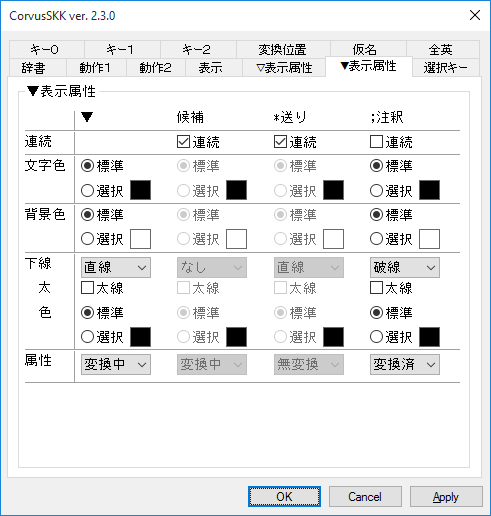 CorvusSKK ver. 2.3.0
キー0 キー1 キー2 変換位置 仮名 全英
辞書 動作1 動作2 表示 ▽表示属性 ▼表示属性 選択キー
▼表示属性
▼ 候補 *送り ;注釈
連続 連続 連続 連続
文字色 標準 標準 標準 標準
選択 選択 選択 選択
背景色 標準 標準 標準 標準
選択 選択 選択 選択
下線 直線 なし 直線 破線
太 太線 太線 太線 太線
色 標準 標準 標準 標準
選択 選択 選択 選択
属性 変換中 変換中 無変換 変換済
OK Cancel Apply